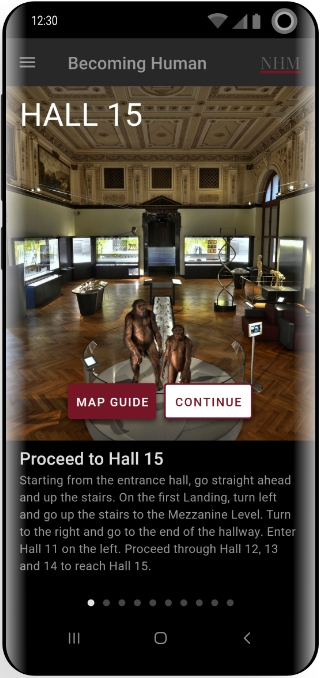 12:30
Becoming Human
NHM
HALL 15
MAP GUIDE
CONTINUE
Proceed to Hall 15
Starting from the entrance hall, go straight ahead
and up the stairs. On the first Landing, turn left
and go up the stairs to the Mezzanine Level. Turn
to the right and go to the end of the hallway. Enter
Hall 11 on the left. Proceed through Hall 12, 13
and 14 to reach Hall 15.